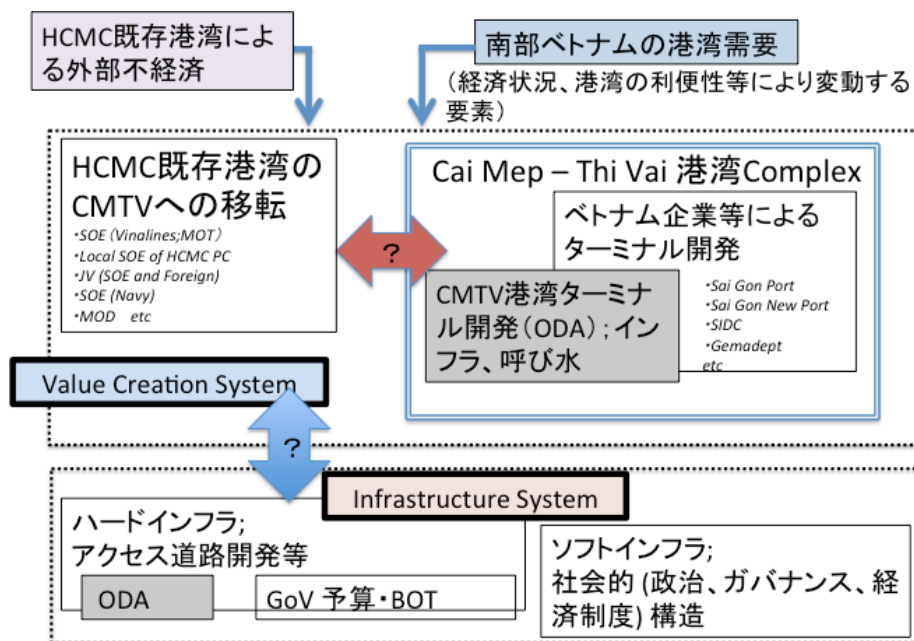 HCMC既存港湾によ
る外部不経済
南部ベトナムの港湾需要
（経済状況、港湾の利便性等により変動する
要素）
HCMC既存港湾の
CMTVへの移転
・SOE (Vinalines;MOT)
・Local SOE of HCMC PC
・JV (SOE and Foreign)
・SOE (Navy)
・MOD etc
?
Cai Mep – Thi Vai 港湾Complex
ベトナム企業等による
ターミナル開発
・Sai Gon Port
・Sai Gon New Port
・SIDC
・Gemadept
etc
CMTV港湾ターミナ
ル開発（ODA）;イン
フラ、呼び水
Value Creation System
?
Infrastructure System
ハードインフラ;
アクセス道路開発等
ODA
GoV 予算・BOT
ソフトインフラ;
社会的 (政治、ガバナンス、経
済制度) 構造